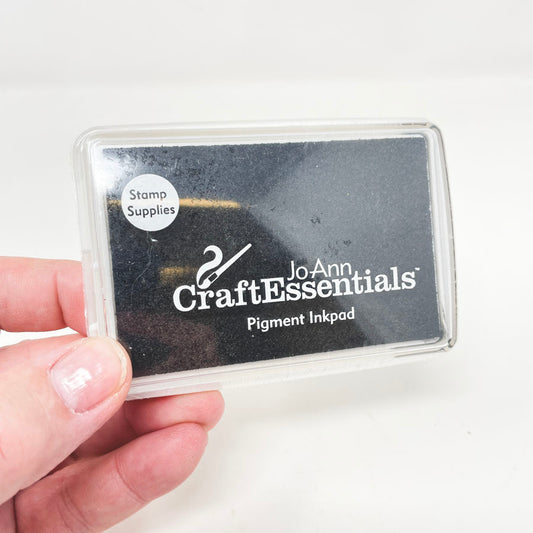 Stamp
Supplies
Jo-Ann
CraftEssentials™
Pigment Inkpad